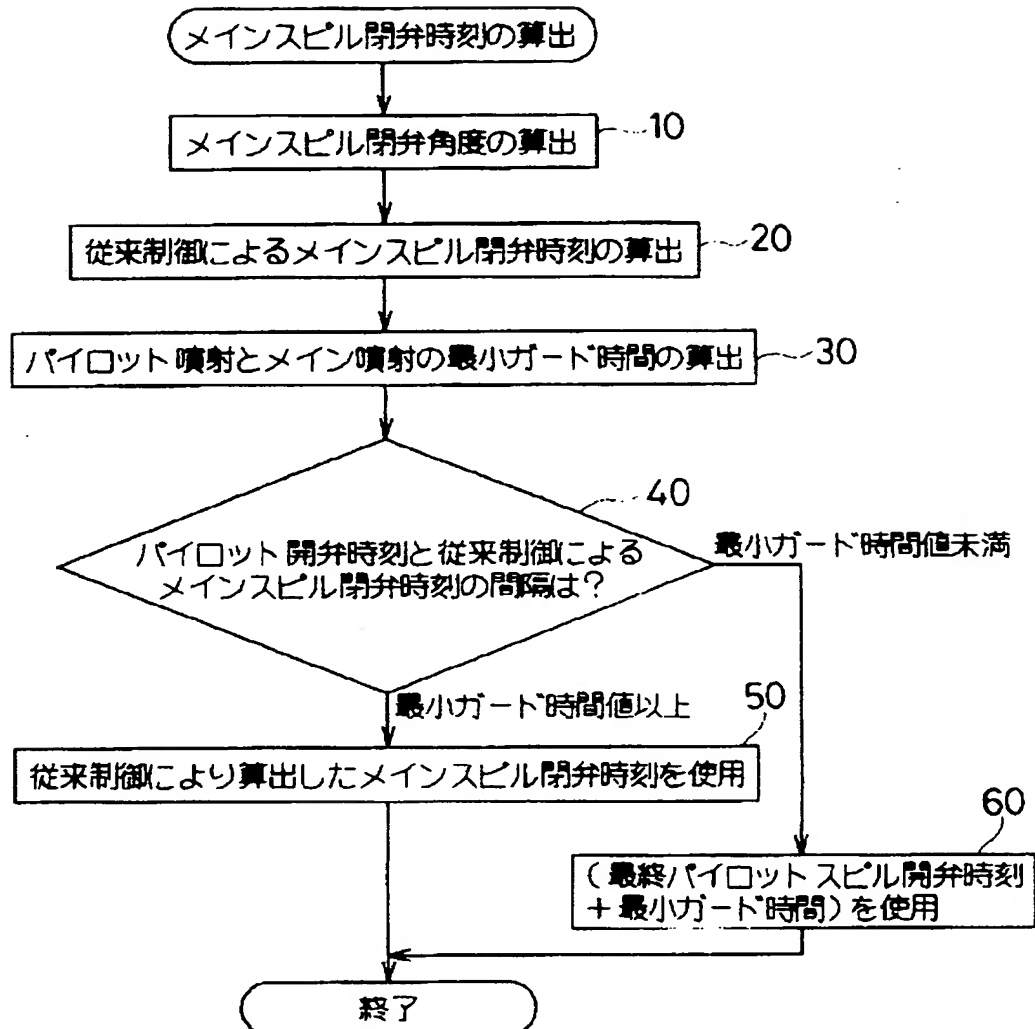 メインスピル閉弁時刻の算出
メインスピル閉弁角度の算出
10
従来制御によるメインスピル閉弁時刻の算出
20
パイロット噴射とメイン噴射の最小ガード時間の算出
30
40
パイロット開弁時刻と従来制御による
メインスピル閉弁時刻の間隔は?
最小ガード時間値未満
最小ガード時間値以上
50
従来制御により算出したメインスピル閉弁時刻を使用
60
(最終パイロットスピル開弁時刻
+最小ガード時間)を使用
終了